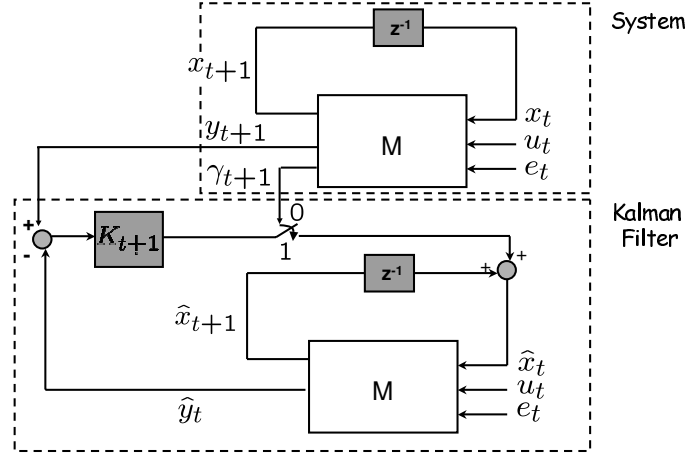 System
z⁻¹
x_{t+1}
x_t
y_{t+1}
M
u_t
γ_{t+1}
e_t
Kalman
Filter
+
-
K_{t+1}
0
1
+
+
z⁻¹
x̂_{t+1}
x̂_t
M
u_t
ŷ_t
e_t